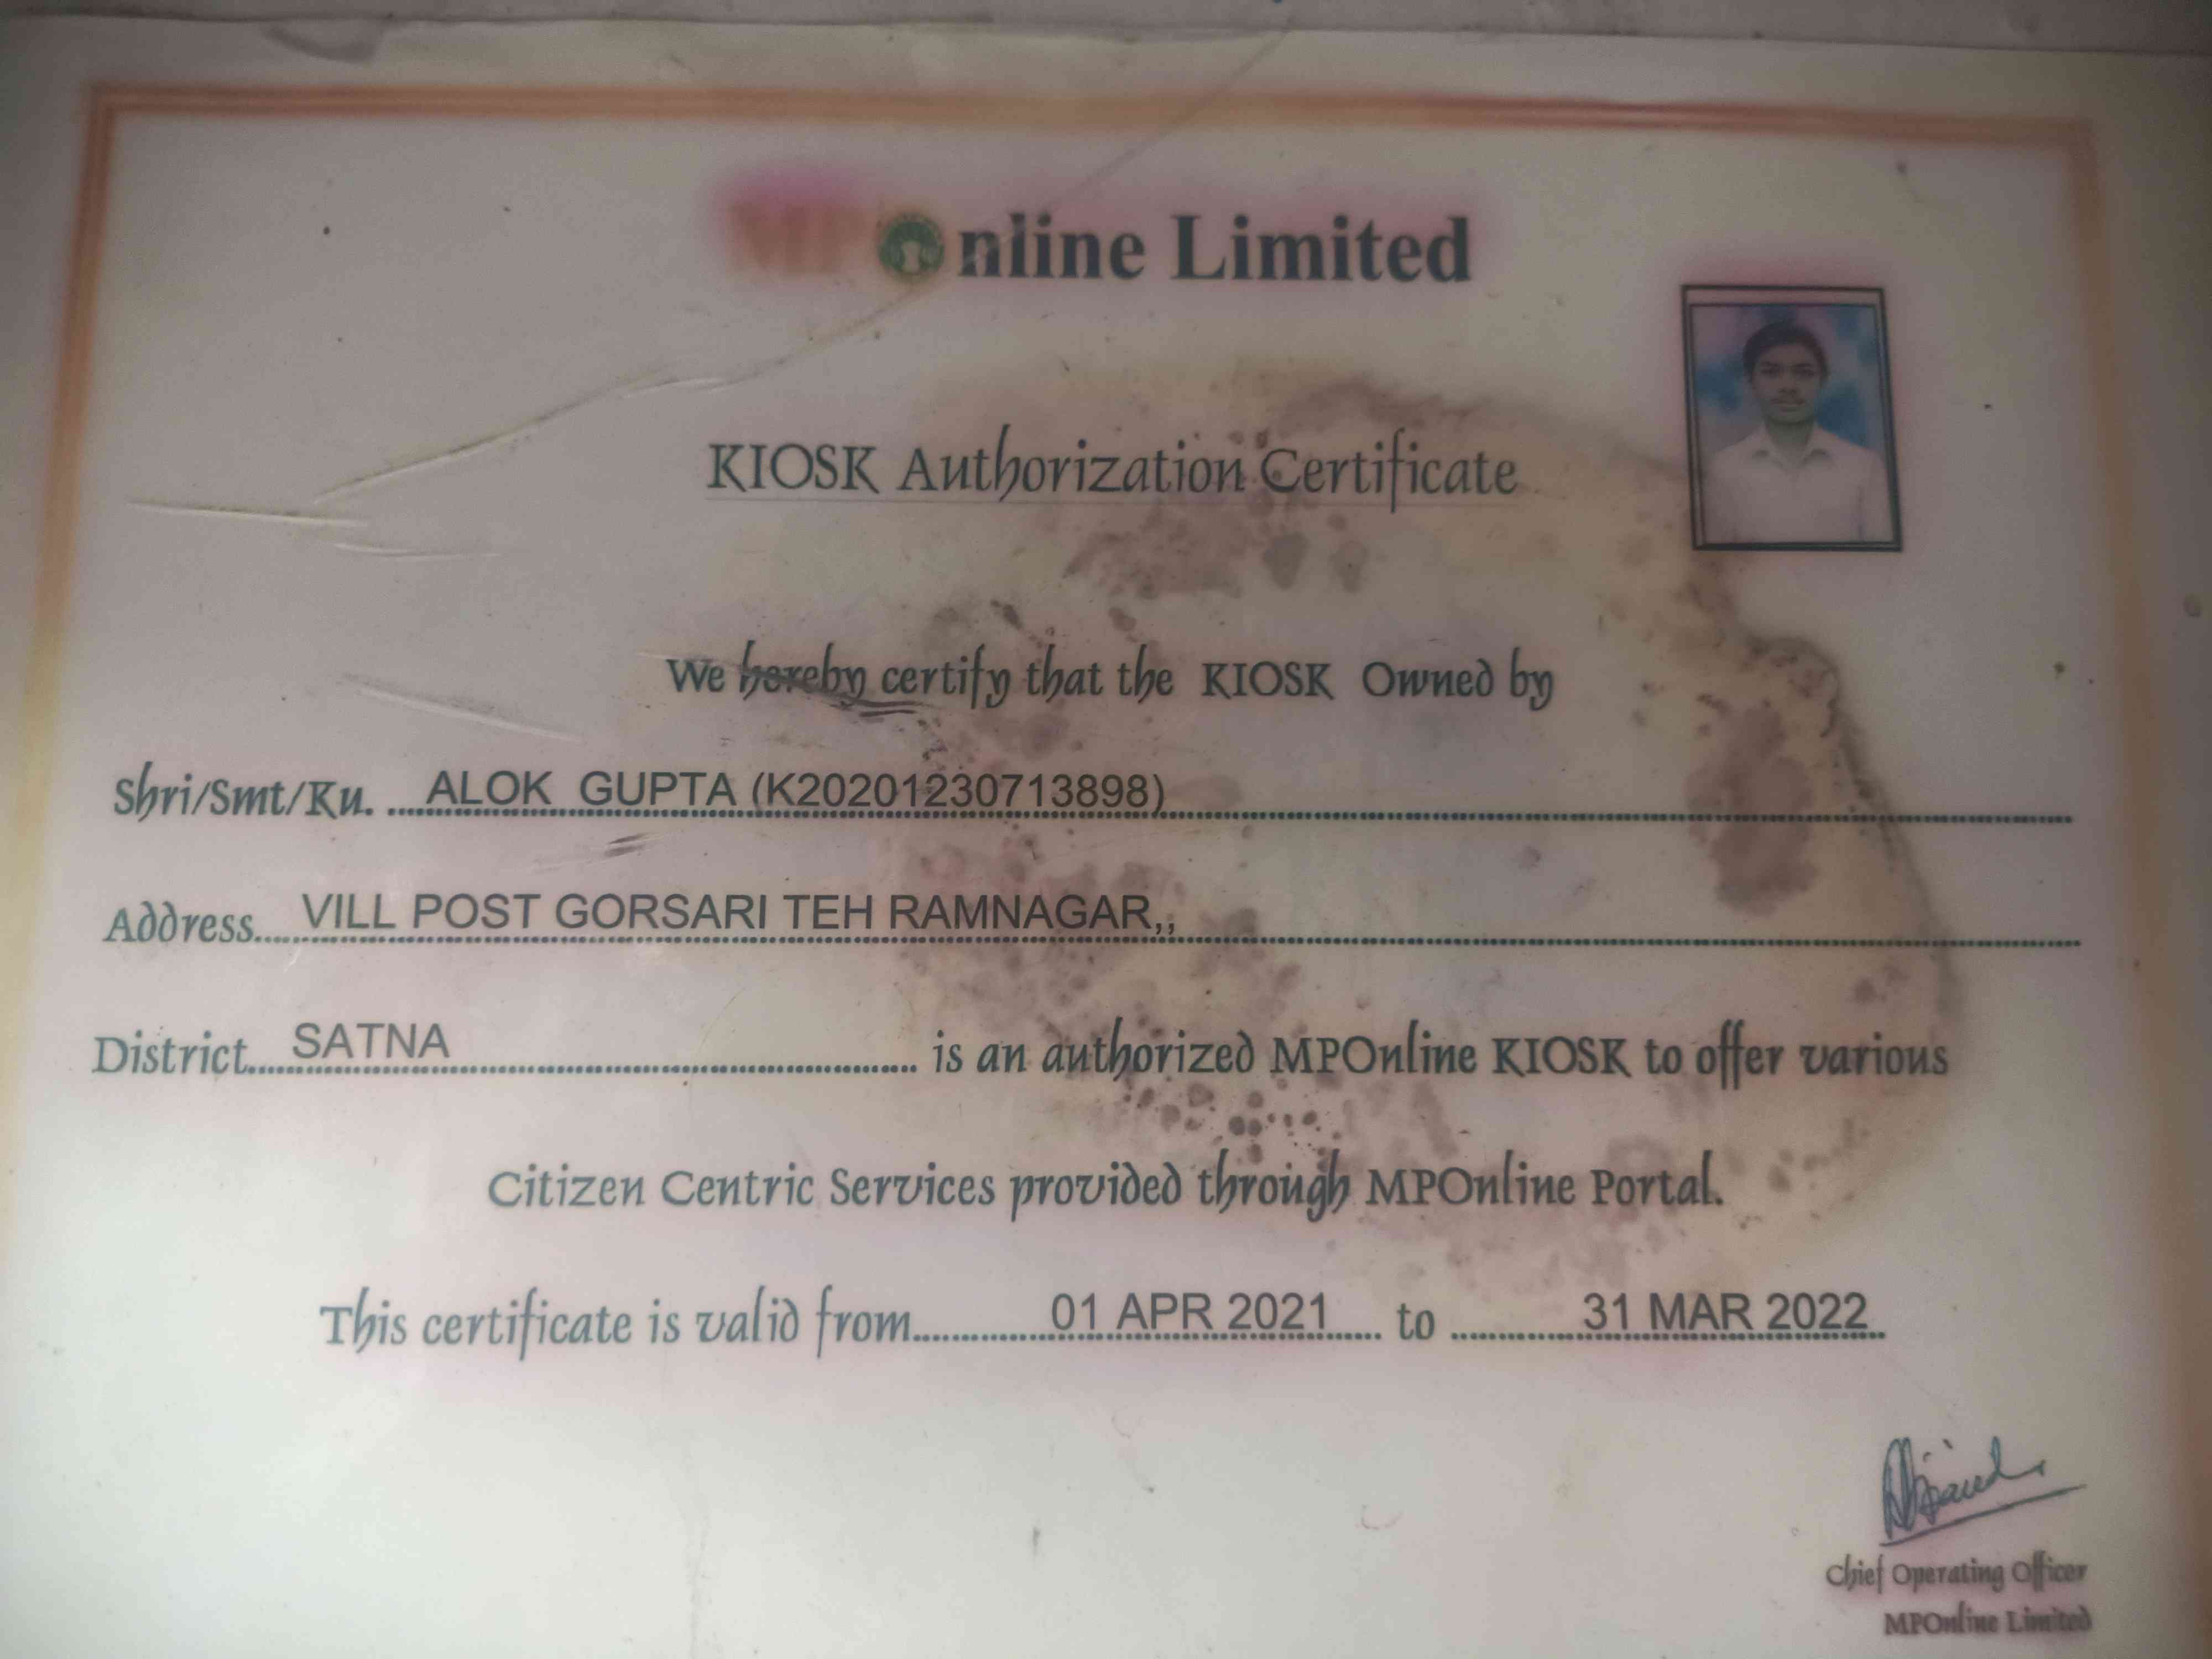 MPOnline Limited
KIOSK Authorization Certificate
We hereby certify that the KIOSK Owned by
Shri/Smt/Ku. ALOK GUPTA (K20201230713898)
Address VILL POST GORSARI TEH RAMNAGAR,,
District SATNA is an authorized MPOnline KIOSK to offer various
Citizen Centric Services provided through MPOnline Portal.
This certificate is valid from 01 APR 2021 to 31 MAR 2022
Chief Operating Officer
MPOnline Limited